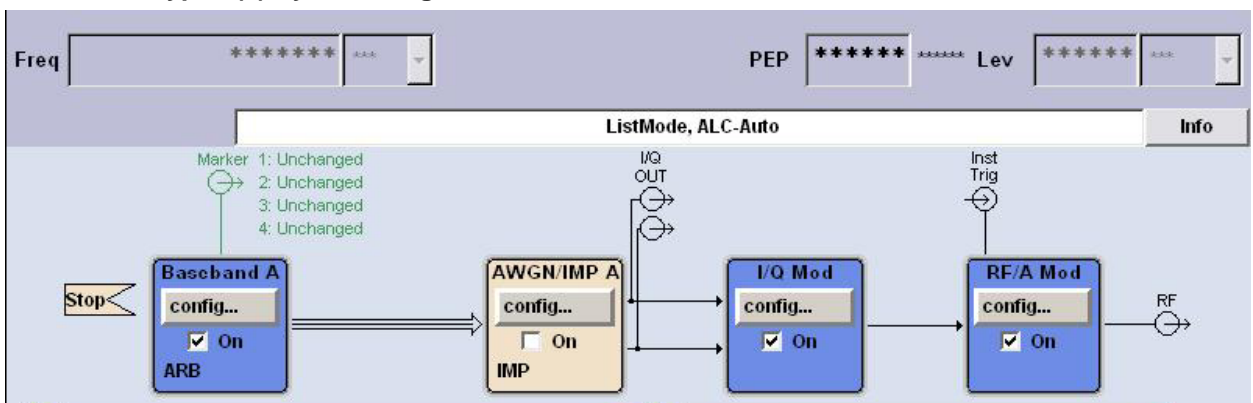 Freq ******* *** PEP ****** ****** Lev ****** ***
ListMode, ALC-Auto Info
Marker 1: Unchanged
2: Unchanged
3: Unchanged
4: Unchanged
I/Q
OUT
Inst
Trig
Stop
Baseband A
config...
On
ARB
AWGN/IMP A
config...
On
IMP
I/Q Mod
config...
On
RF/A Mod
config...
On
RF